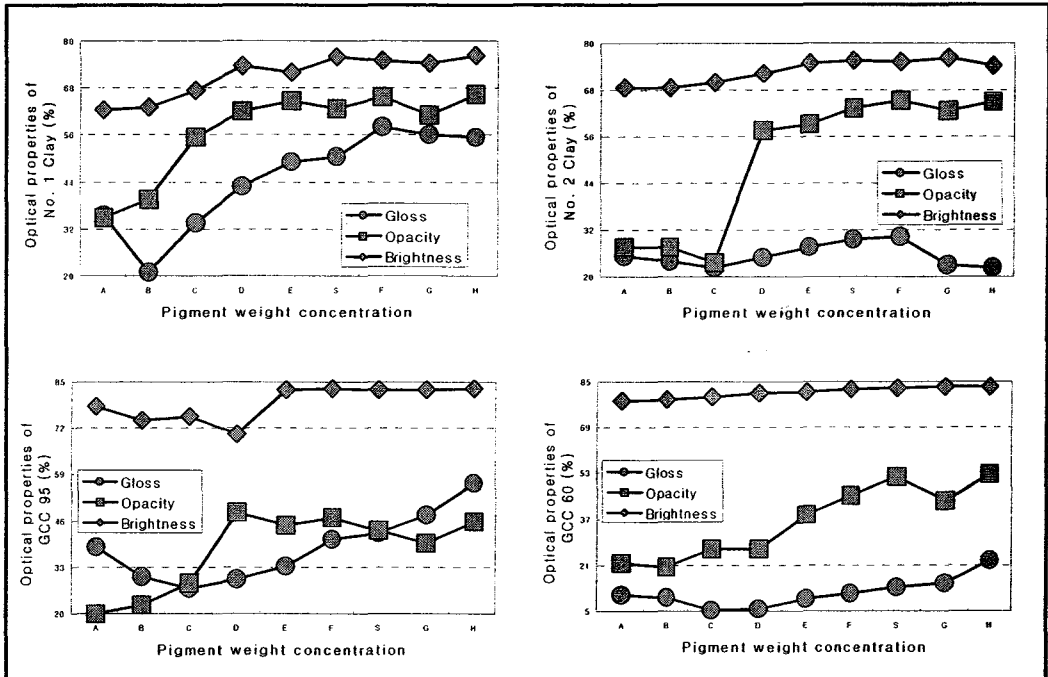 Optical properties of
No. 1 Clay (%)
80
68
56
44
32
20
Gloss
Opacity
Brightness
A B C D E S F G H
Pigment weight concentration
Optical properties of
No. 2 Clay (%)
80
68
56
44
32
20
Gloss
Opacity
Brightness
A B C D E S F G H
Pigment weight concentration
Optical properties of
GCC 95 (%)
85
72
59
46
33
20
Gloss
Opacity
Brightness
A B C D E F S G H
Pigment weight concentration
Optical properties of
GCC 60 (%)
85
69
53
37
21
5
Gloss
Opacity
Brightness
A B C D E F S G H
Pigment weight concentration